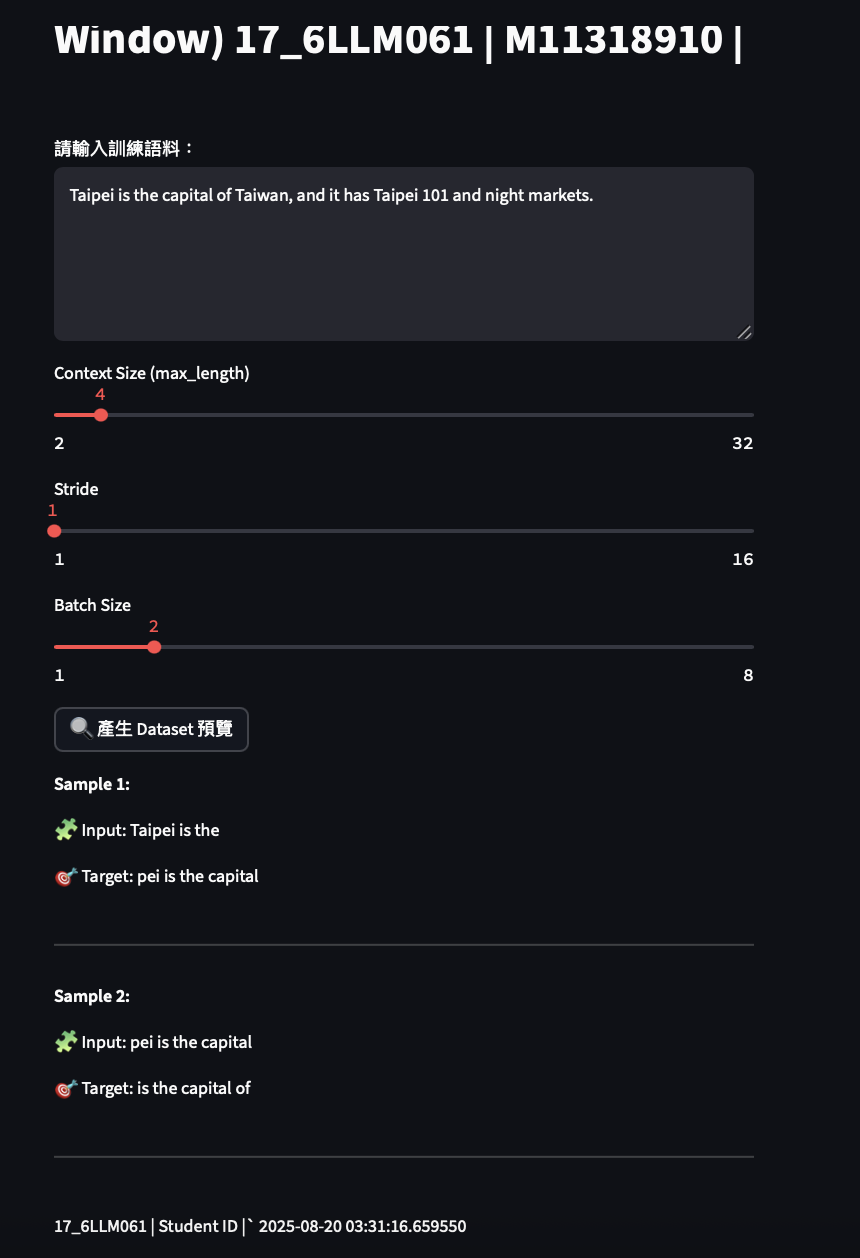 Window) 17_6LLM061 | M11318910 |
請輸入訓練語料：
Taipei is the capital of Taiwan, and it has Taipei 101 and night markets.
Context Size (max_length)
4
2 32
Stride
1
1 16
Batch Size
2
1 8
🔍 產生 Dataset 預覽
Sample 1:
🧩 Input: Taipei is the
🎯 Target: pei is the capital
Sample 2:
🧩 Input: pei is the capital
🎯 Target: is the capital of
17_6LLM061 | Student ID |` 2025-08-20 03:31:16.659550